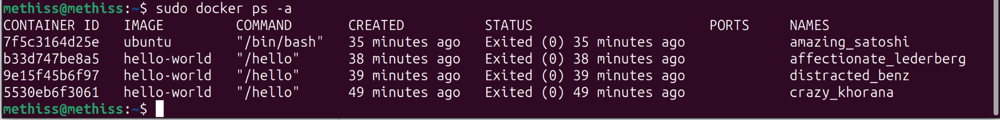 methiss@methiss:~$ sudo docker ps -a
CONTAINER ID   IMAGE         COMMAND       CREATED          STATUS                      PORTS     NAMES
7f5c3164d25e   ubuntu        "/bin/bash"   35 minutes ago   Exited (0) 35 minutes ago             amazing_satoshi
b33d747be8a5   hello-world   "/hello"      38 minutes ago   Exited (0) 38 minutes ago             affectionate_lederberg
9e15f45b6f97   hello-world   "/hello"      39 minutes ago   Exited (0) 39 minutes ago             distracted_benz
5530eb6f3061   hello-world   "/hello"      49 minutes ago   Exited (0) 49 minutes ago             crazy_khorana
methiss@methiss:~$